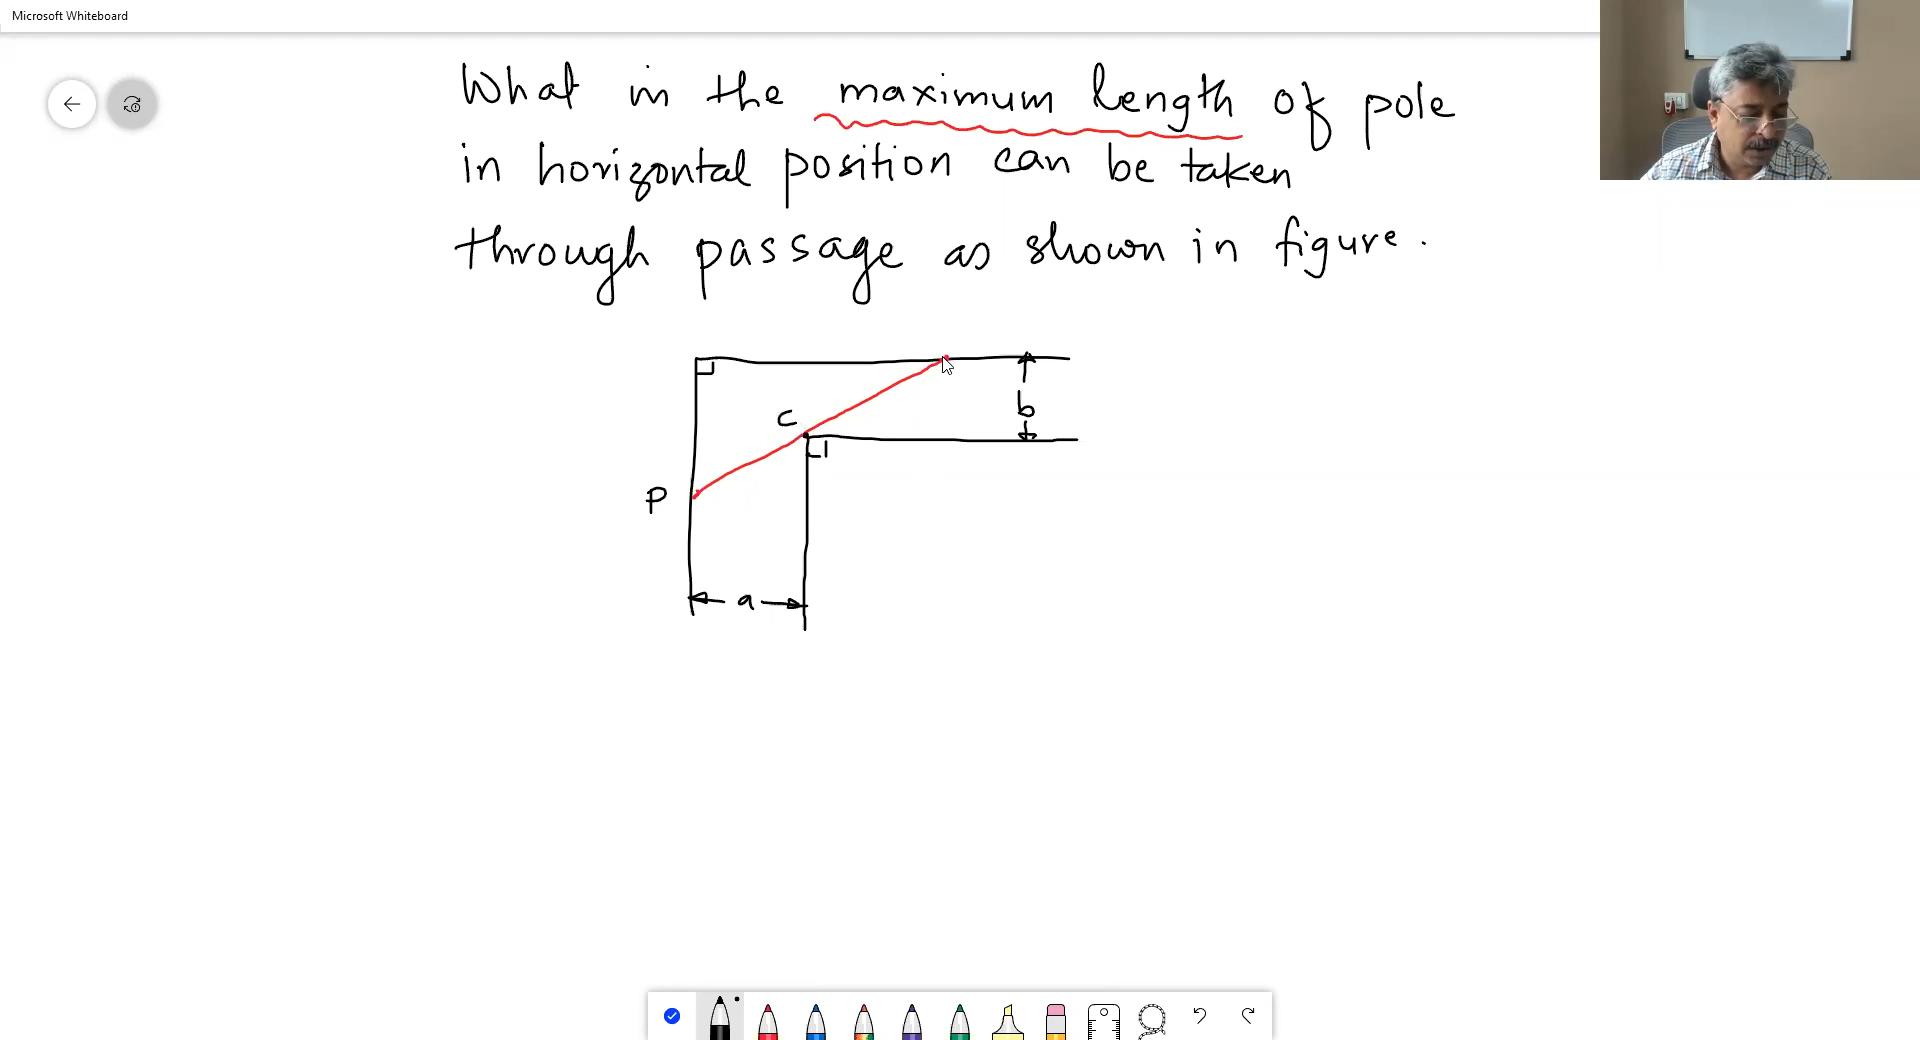 Microsoft Whiteboard
What is the maximum length of pole
in horizontal position can be taken
through passage as shown in figure.
b
C
P
a